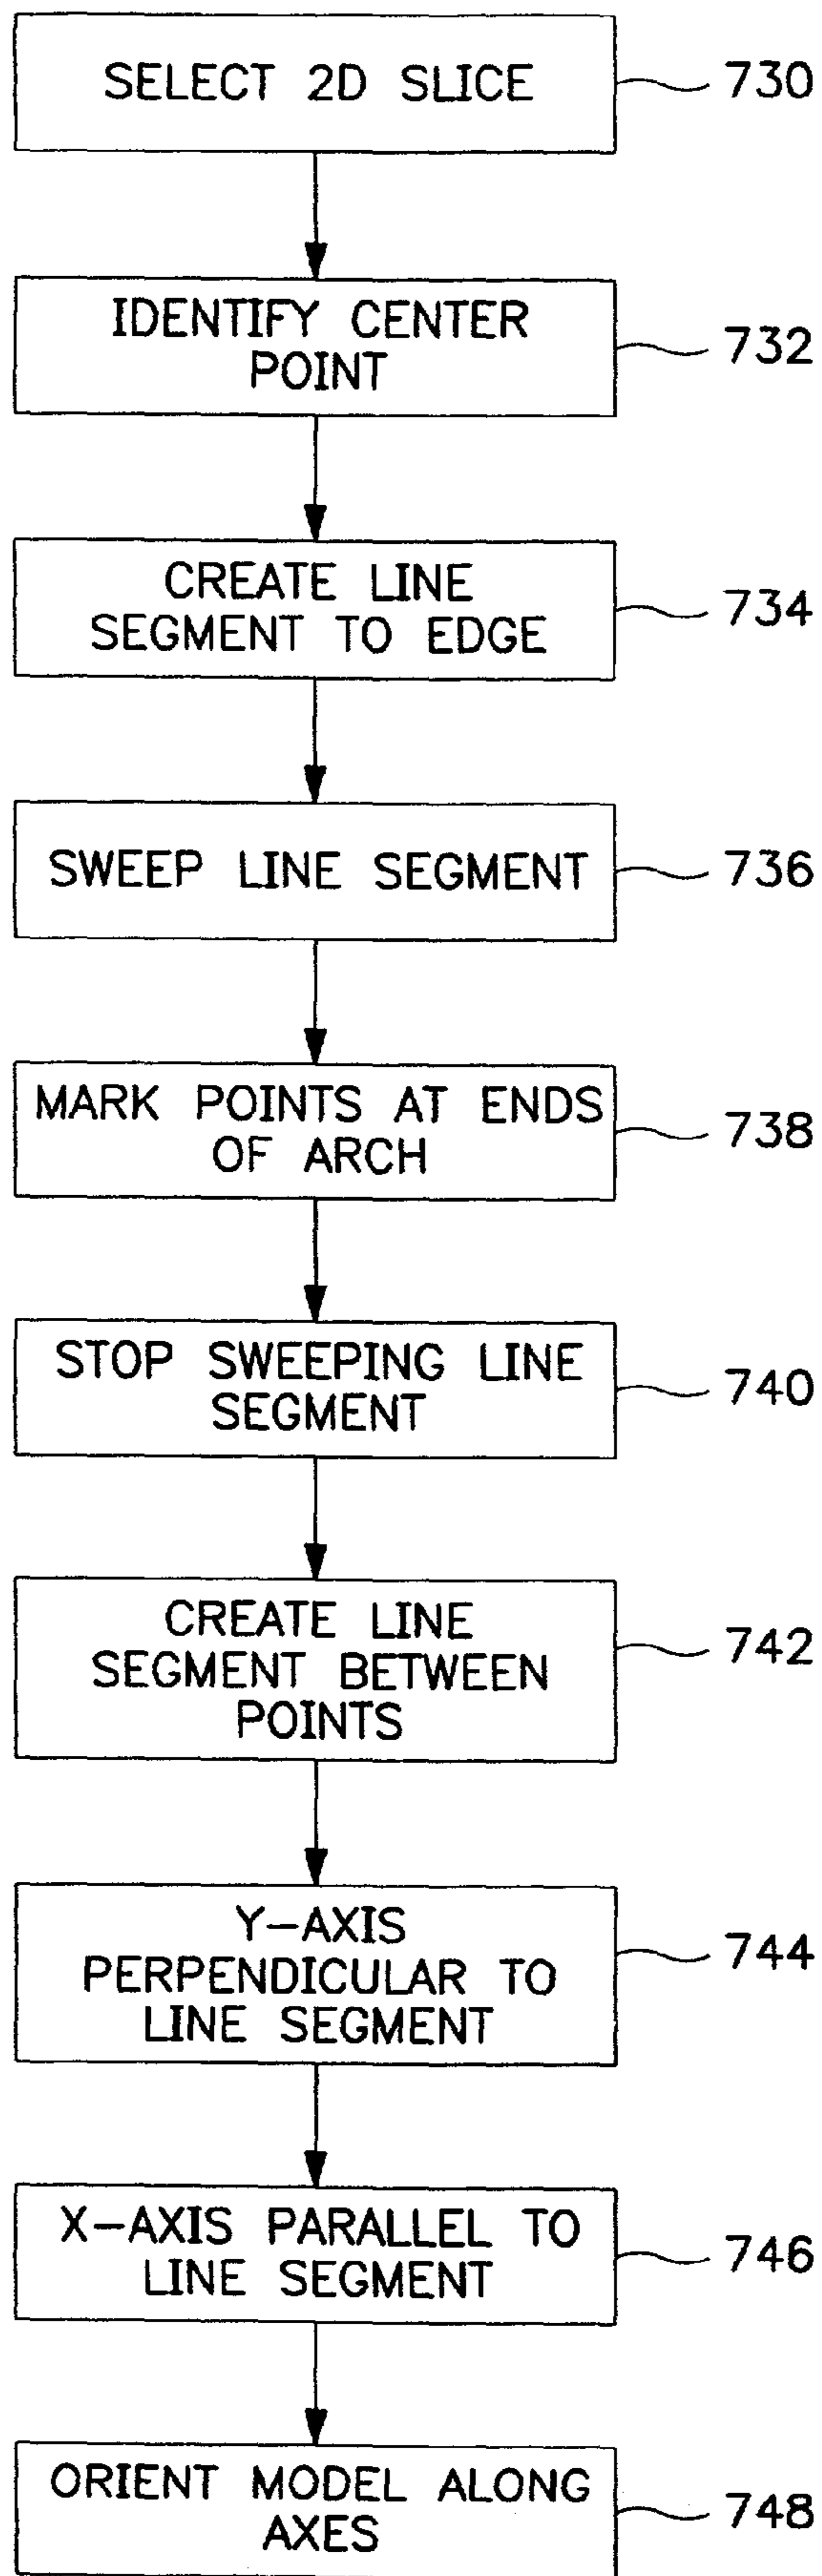 SELECT 2D SLICE
730
IDENTIFY CENTER
POINT
732
CREATE LINE
SEGMENT TO EDGE
734
SWEEP LINE SEGMENT
736
MARK POINTS AT ENDS
OF ARCH
738
STOP SWEEPING LINE
SEGMENT
740
CREATE LINE
SEGMENT BETWEEN
POINTS
742
Y-AXIS
PERPENDICULAR TO
LINE SEGMENT
744
X-AXIS PARALLEL TO
LINE SEGMENT
746
ORIENT MODEL ALONG
AXES
748